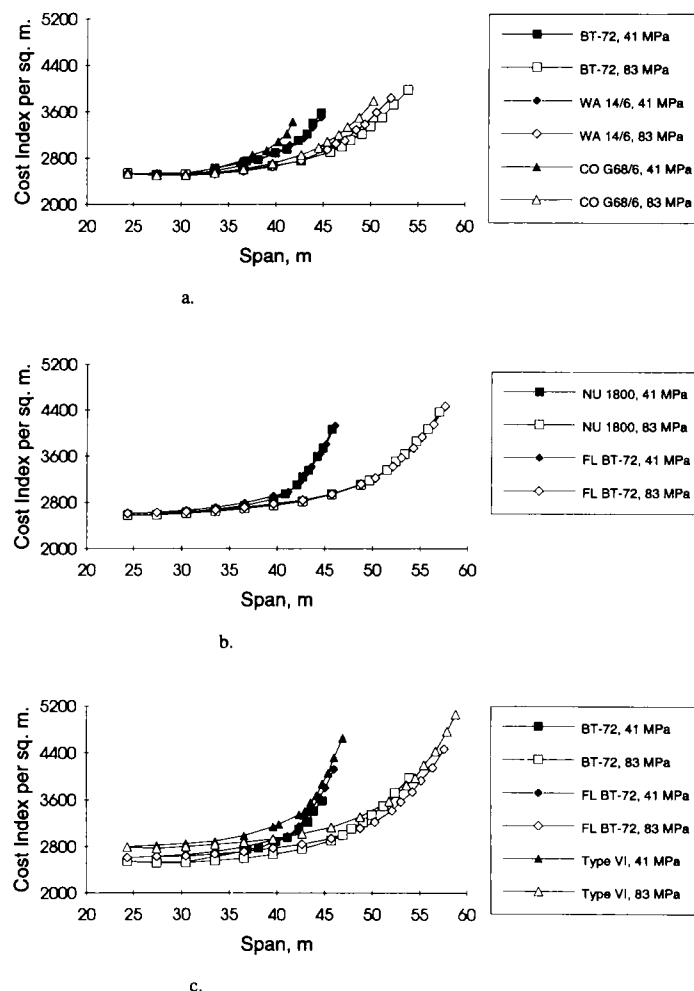 Cost Index per sq. m.
5200
4400
3600
2800
2000
20 25 30 35 40 45 50 55 60
Span, m
BT-72, 41 MPa
BT-72, 83 MPa
WA 14/6, 41 MPa
WA 14/6, 83 MPa
CO G68/6, 41 MPa
CO G68/6, 83 MPa
a.
Cost Index per sq. m.
5200
4400
3600
2800
2000
20 25 30 35 40 45 50 55 60
Span, m
NU 1800, 41 MPa
NU 1800, 83 MPa
FL BT-72, 41 MPa
FL BT-72, 83 MPa
b.
Cost Index per sq. m.
5200
4400
3600
2800
2000
20 25 30 35 40 45 50 55 60
Span, m
BT-72, 41 MPa
BT-72, 83 MPa
FL BT-72, 41 MPa
FL BT-72, 83 MPa
Type VI, 41 MPa
Type VI, 83 MPa
c.